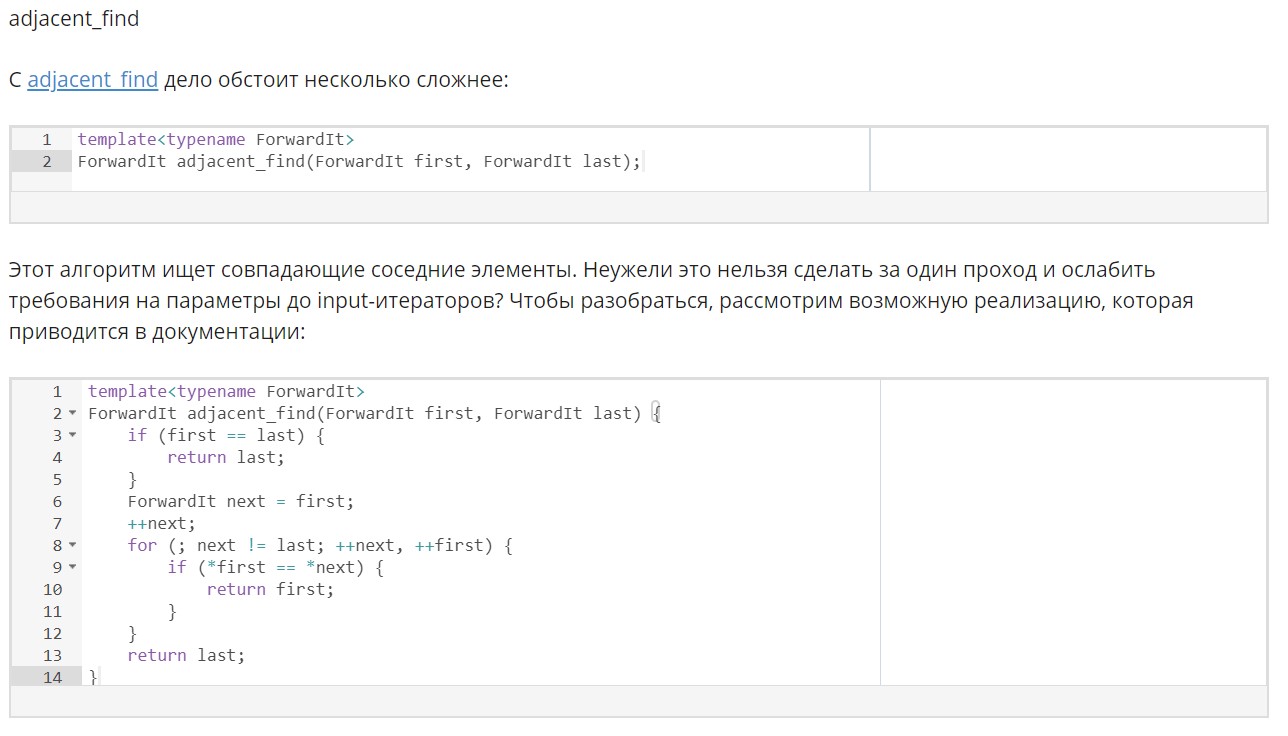 adjacent_find
С adjacent_find дело обстоит несколько сложнее:
1 template<typename ForwardIt>
2 ForwardIt adjacent_find(ForwardIt first, ForwardIt last);
Этот алгоритм ищет совпадающие соседние элементы. Неужели это нельзя сделать за один проход и ослабить
требования на параметры до input-итераторов? Чтобы разобраться, рассмотрим возможную реализацию, которая
приводится в документации:
1 template<typename ForwardIt>
2 ForwardIt adjacent_find(ForwardIt first, ForwardIt last) {
3     if (first == last) {
4         return last;
5     }
6     ForwardIt next = first;
7     ++next;
8     for (; next != last; ++next, ++first) {
9         if (*first == *next) {
10             return first;
11         }
12     }
13     return last;
14 }